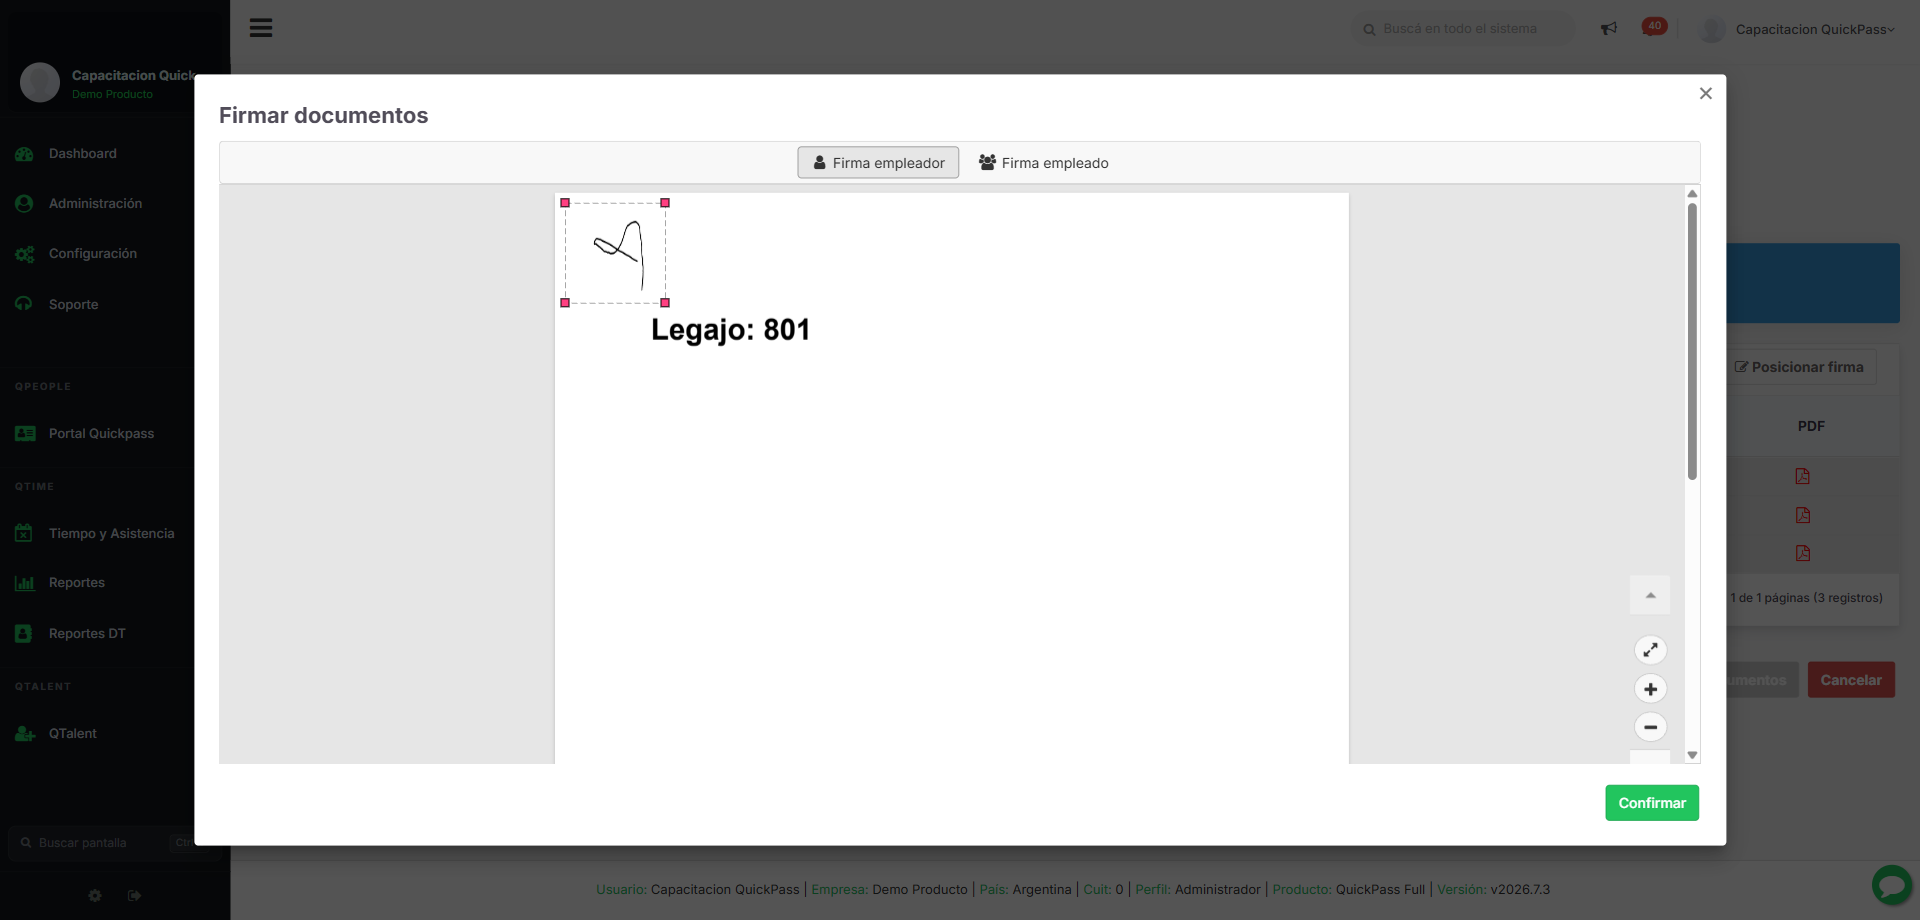 Capacitacion Quick
Demo Producto
Buscá en todo el sistema
40
Capacitacion QuickPass
Dashboard
Administración
Configuración
Soporte
QPEOPLE
Portal Quickpass
QTIME
Tiempo y Asistencia
Reportes
Reportes DT
QTALENT
QTalent
Buscar pantalla
Firmar documentos
Firma empleador
Firma empleado
Legajo: 801
Confirmar
Posicionar firma
PDF
1 de 1 páginas (3 registros)
Cancelar
Usuario: Capacitacion QuickPass | Empresa: Demo Producto | País: Argentina | Cuit: 0 | Perfil: Administrador | Producto: QuickPass Full | Versión: v2026.7.3